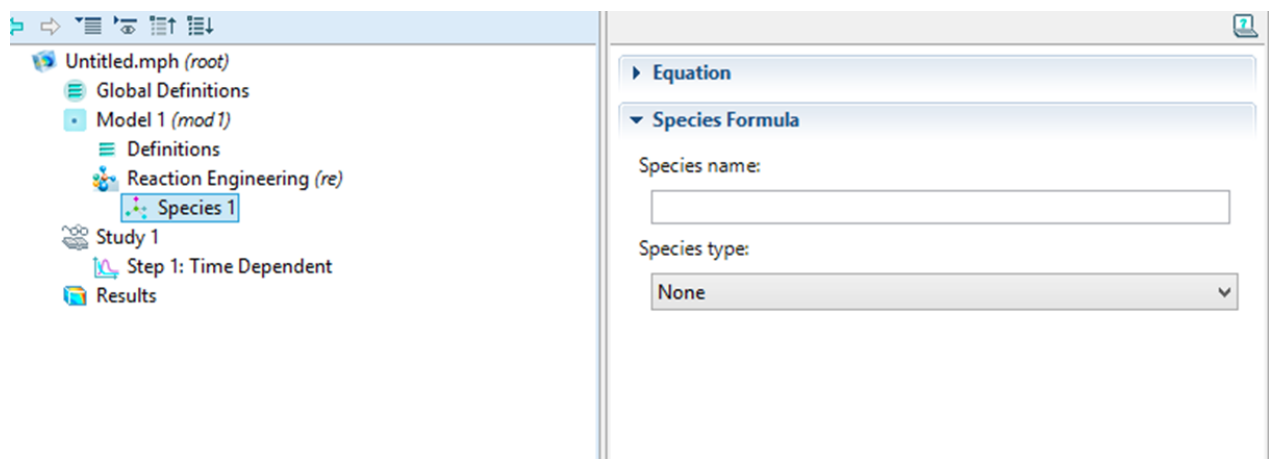 Untitled.mph (root)
Global Definitions
Model 1 (mod1)
Definitions
Reaction Engineering (re)
Species 1
Study 1
Step 1: Time Dependent
Results
?
Equation
Species Formula
Species name:
Species type:
None